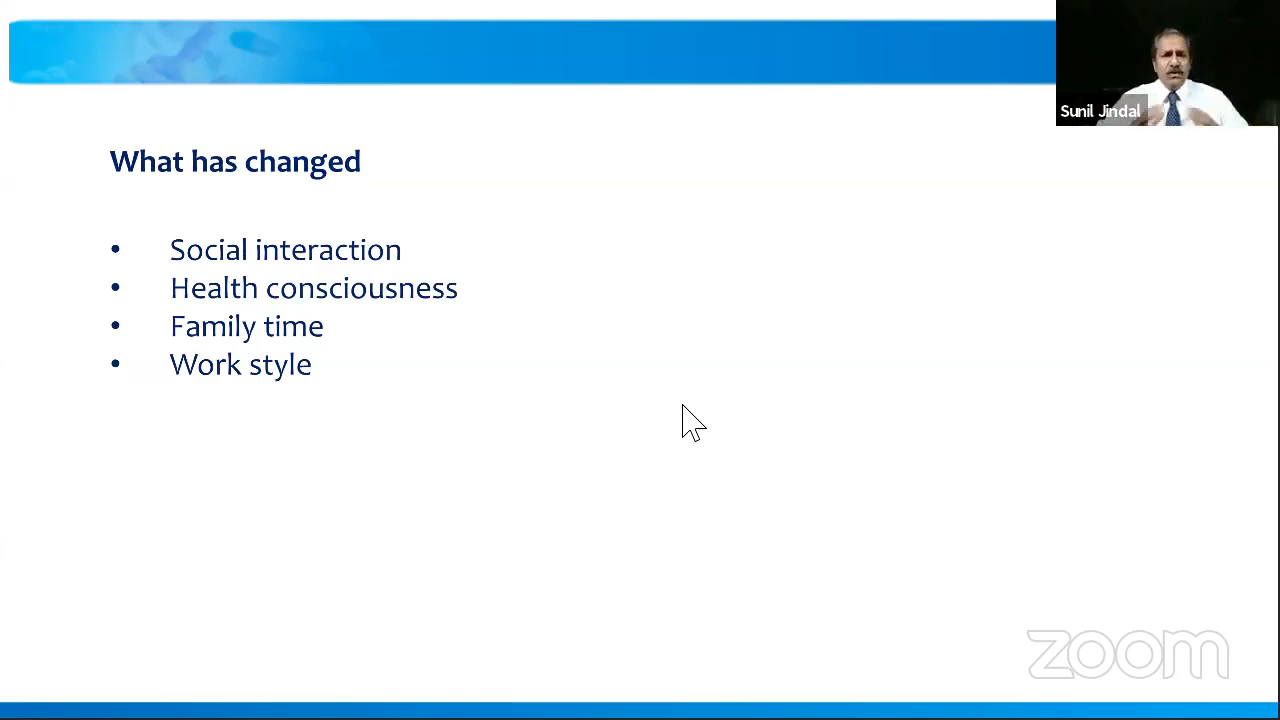 Sunil Jindal
What has changed
• Social interaction
• Health consciousness
• Family time
• Work style
zoom